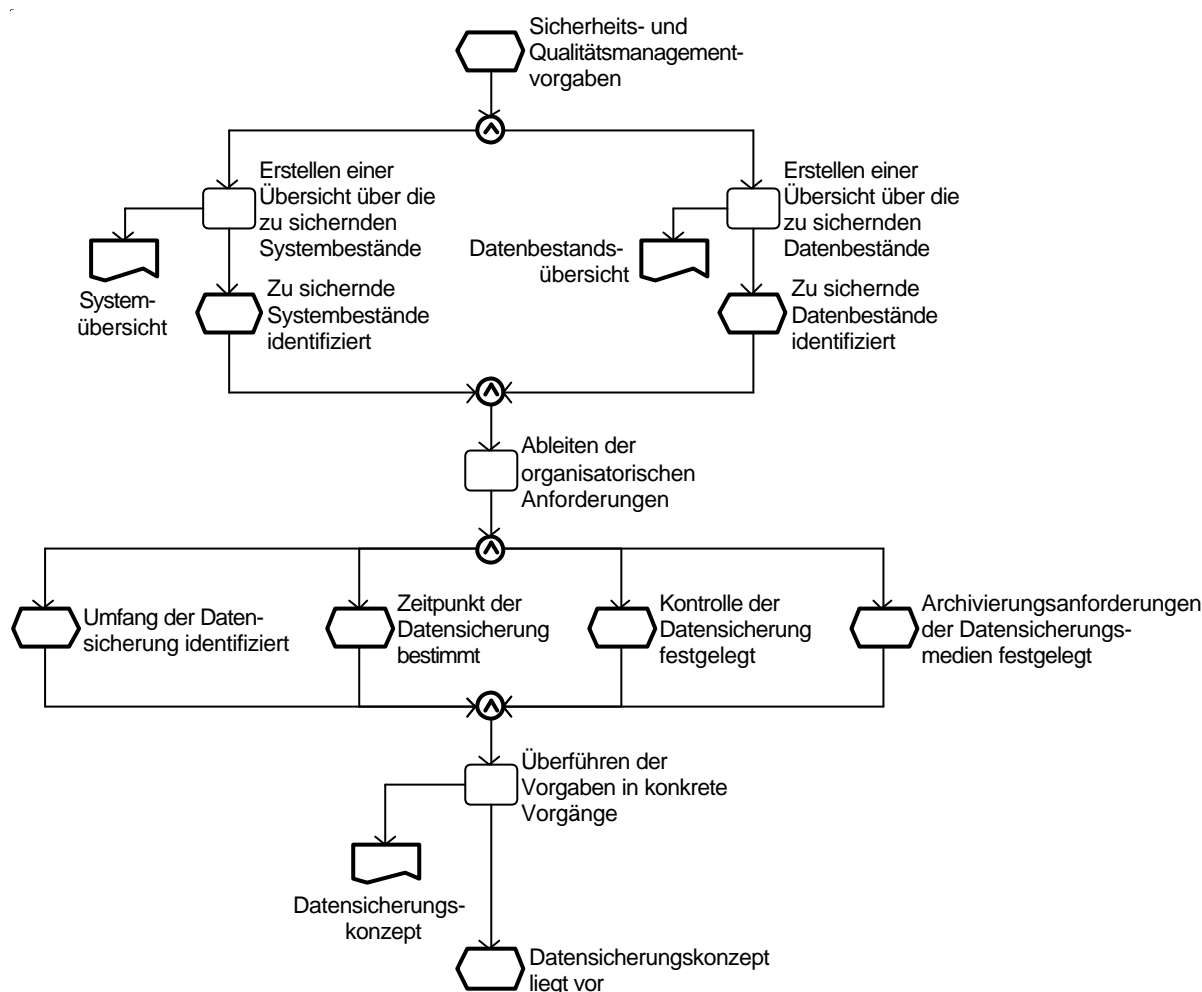 Sicherheits- und
Qualitätsmanagement-
vorgaben
Erstellen einer
Übersicht über die
zu sichernden
Systembestände
Erstellen einer
Übersicht über die
zu sichernden
Datenbestände
System-
übersicht
Datenbestands-
übersicht
Zu sichernde
Systembestände
identifiziert
Zu sichernde
Datenbestände
identifiziert
Ableiten der
organisatorischen
Anforderungen
Umfang der Daten-
sicherung identifiziert
Zeitpunkt der
Datensicherung
bestimmt
Kontrolle der
Datensicherung
festgelegt
Archivierungsanforderungen
der Datensicherungs-
medien festgelegt
Überführen der
Vorgaben in konkrete
Vorgänge
Datensicherungs-
konzept
Datensicherungskonzept
liegt vor